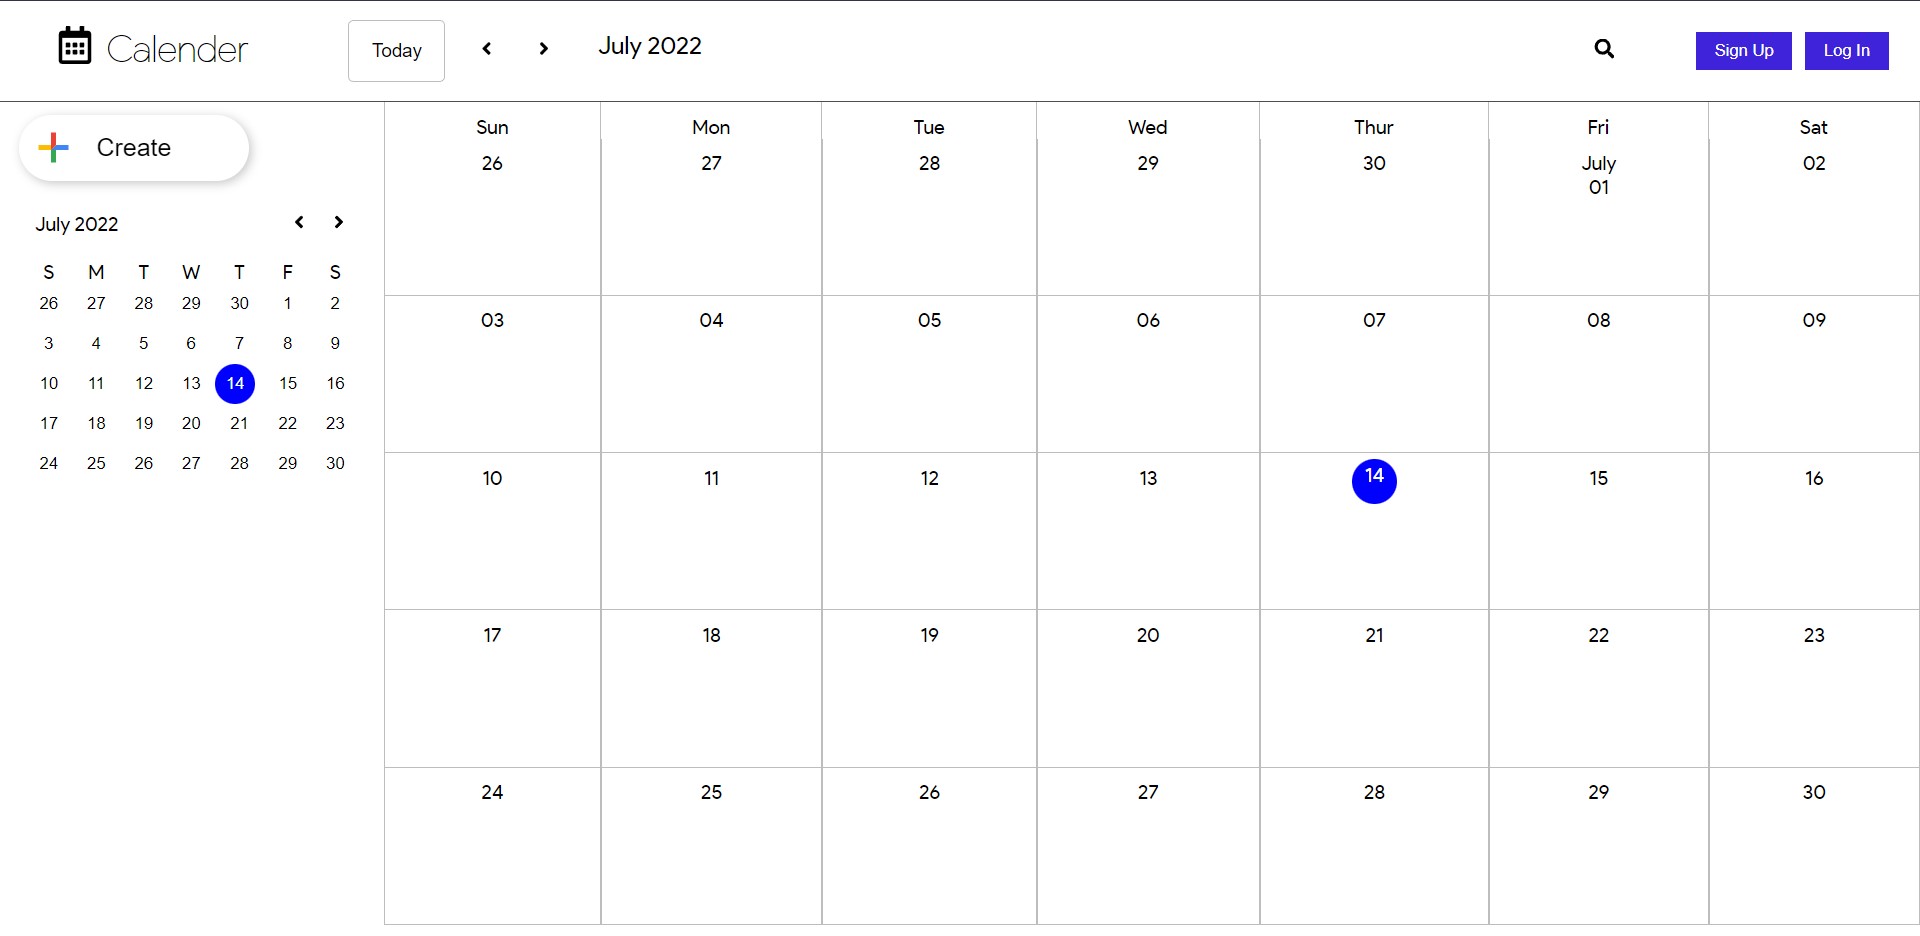 Calender
Today
July 2022
Sign Up
Log In
Create
July 2022
S M T W T F S
26 27 28 29 30 1 2
3 4 5 6 7 8 9
10 11 12 13 14 15 16
17 18 19 20 21 22 23
24 25 26 27 28 29 30
Sun Mon Tue Wed Thur Fri Sat
26 27 28 29 30 July 02
01
03 04 05 06 07 08 09
10 11 12 13 14 15 16
17 18 19 20 21 22 23
24 25 26 27 28 29 30